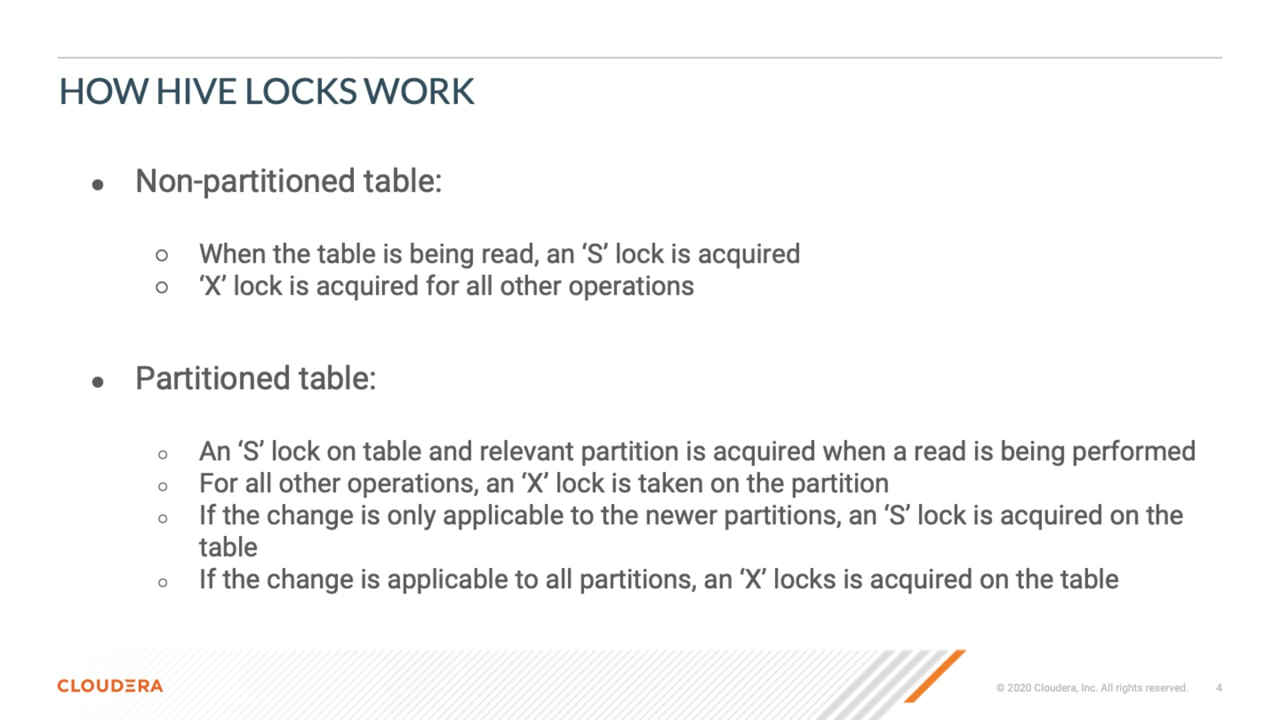 HOW HIVE LOCKS WORK
● Non-partitioned table:
○ When the table is being read, an ‘S’ lock is acquired
○ ‘X’ lock is acquired for all other operations
● Partitioned table:
○ An ‘S’ lock on table and relevant partition is acquired when a read is being performed
○ For all other operations, an ‘X’ lock is taken on the partition
○ If the change is only applicable to the newer partitions, an ‘S’ lock is acquired on the
table
○ If the change is applicable to all partitions, an ‘X’ locks is acquired on the table
CLOUDERA
© 2020 Cloudera, Inc. All rights reserved. 4